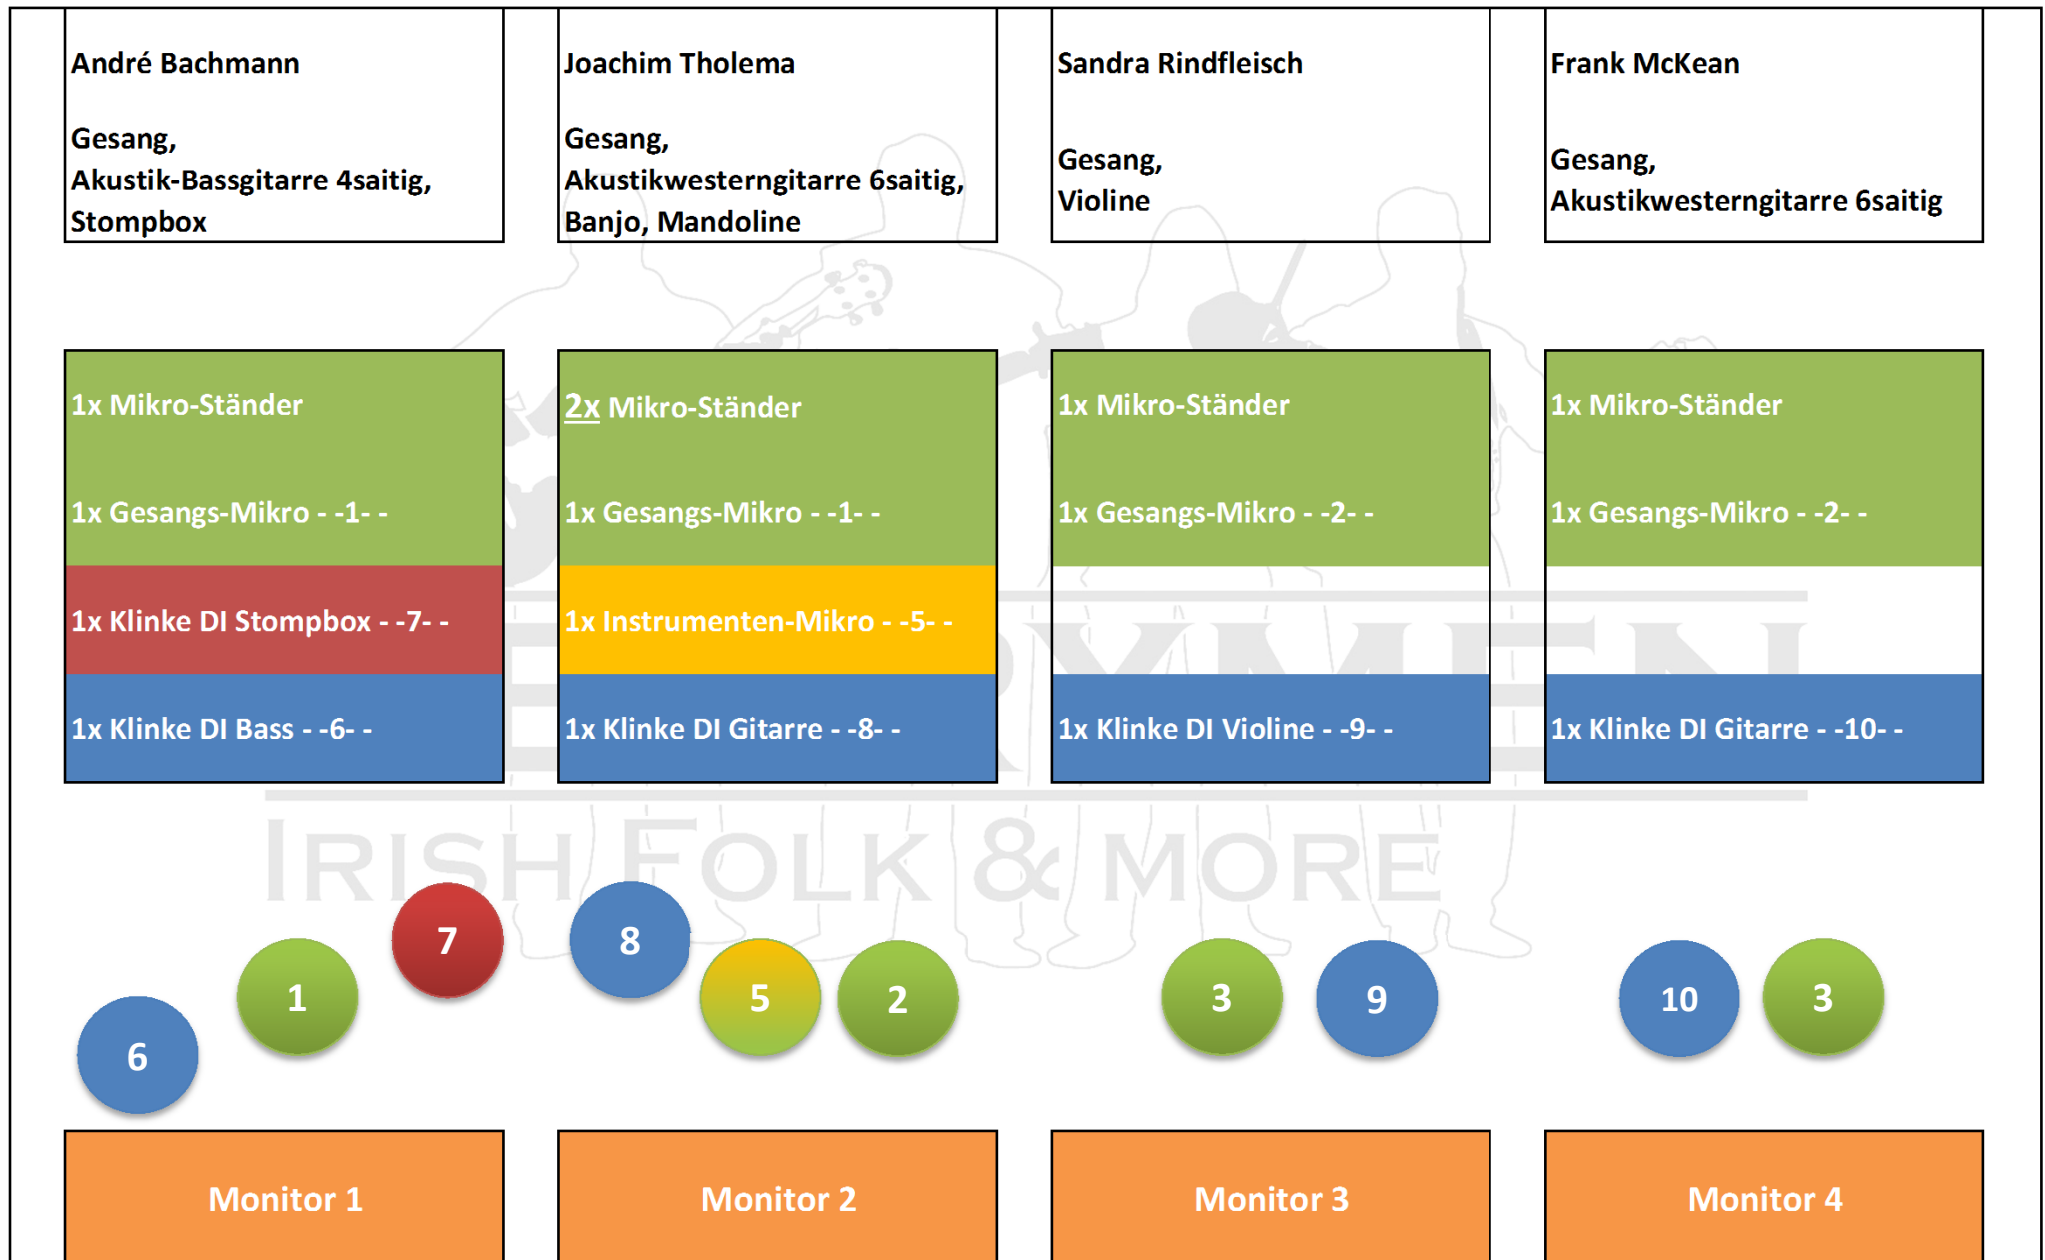 André Bachmann
Gesang,
Akustik-Bassgitarre 4saitig,
Stompbox
Joachim Tholema
Gesang,
Akustikwesterngitarre 6saitig,
Banjo, Mandoline
Sandra Rindfleisch
Gesang,
Violine
Frank McKean
Gesang,
Akustikwesterngitarre 6saitig
1x Mikro-Ständer
1x Gesangs-Mikro - -1- -
1x Klinke DI Stompbox - -7- -
1x Klinke DI Bass - -6- -
2x Mikro-Ständer
1x Gesangs-Mikro - -1- -
1x Instrumenten-Mikro - -5- -
1x Klinke DI Gitarre - -8- -
1x Mikro-Ständer
1x Gesangs-Mikro - -2- -
1x Klinke DI Violine - -9- -
1x Mikro-Ständer
1x Gesangs-Mikro - -2- -
1x Klinke DI Gitarre - -10- -
IRISH FOLK & MORE
6
1
7
8
5
2
3
9
10
3
Monitor 1
Monitor 2
Monitor 3
Monitor 4